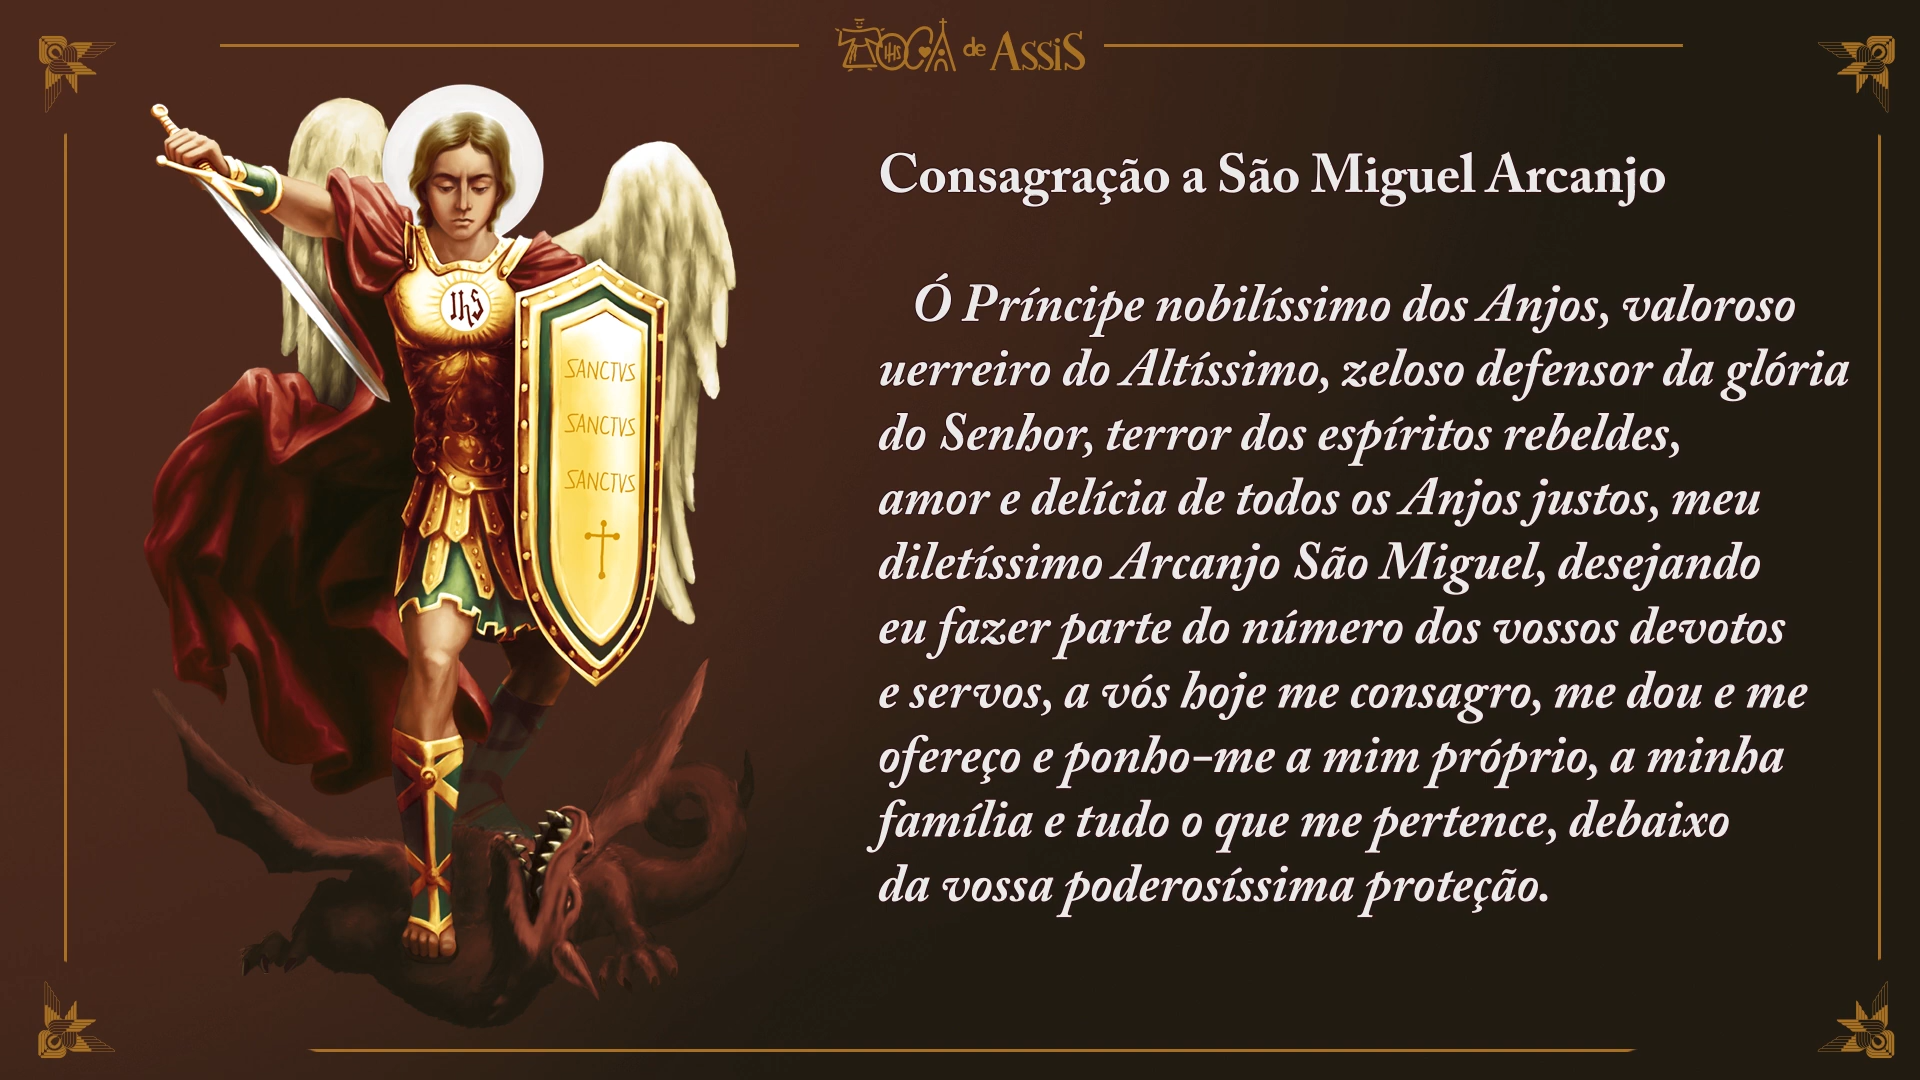 TOCA de ASSIS
IHS
Consagração a São Miguel Arcanjo
IhS
Ó Príncipe nobilíssimo dos Anjos, valoroso
uerreiro do Altíssimo, zeloso defensor da glória
do Senhor, terror dos espíritos rebeldes,
amor e delícia de todos os Anjos justos, meu
diletíssimo Arcanjo São Miguel, desejando
eu fazer parte do número dos vossos devotos
e servos, a vós hoje me consagro, me dou e me
ofereço e ponho-me a mim próprio, a minha
família e tudo o que me pertence, debaixo
da vossa poderosíssima proteção.
SANCTVS
SANCTVS
SANCTVS